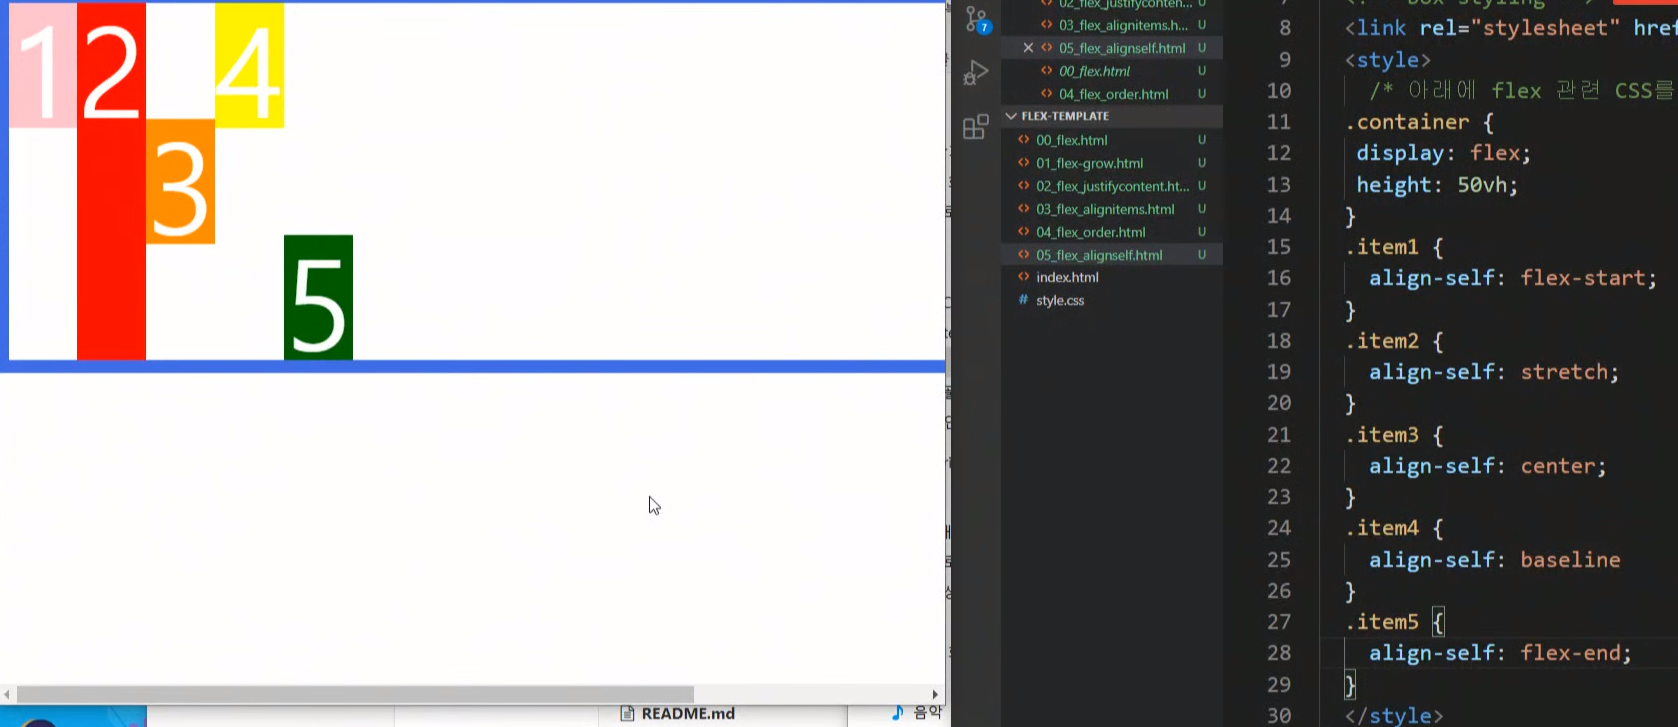 1
2
3
4
5
README.md
음악
7
02_flex_justifyconten... U
03_flex_alignitems.h... U
05_flex_alignself.html U
00_flex.html U
04_flex_order.html U
FLEX-TEMPLATE
00_flex.html U
01_flex-grow.html U
02_flex_justifycontent.ht... U
03_flex_alignitems.html U
04_flex_order.html U
05_flex_alignself.html U
index.html
# style.css
8 <link rel="stylesheet" href
9 <style>
10 /* 아래에 flex 관련 CSS를
11 .container {
12 display: flex;
13 height: 50vh;
14 }
15 .item1 {
16 align-self: flex-start;
17 }
18 .item2 {
19 align-self: stretch;
20 }
21 .item3 {
22 align-self: center;
23 }
24 .item4 {
25 align-self: baseline
26 }
27 .item5 {
28 align-self: flex-end;
29 }
30 </style>